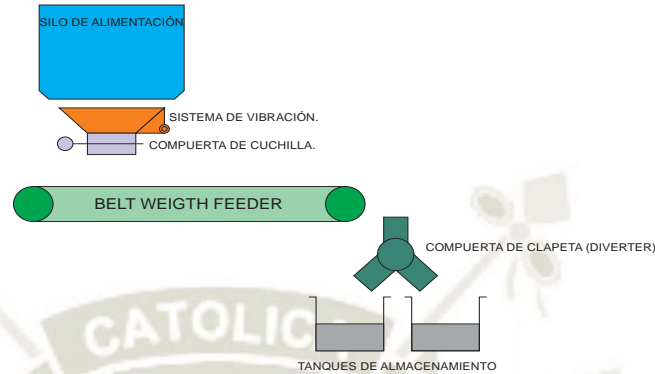 SILO DE ALIMENTACIÓN
SISTEMA DE VIBRACIÓN.
COMPUERTA DE CUCHILLA.
BELT WEIGTH FEEDER
COMPUERTA DE CLAPETA (DIVERTER)
CATOLICA
TANQUES DE ALMACENAMIENTO